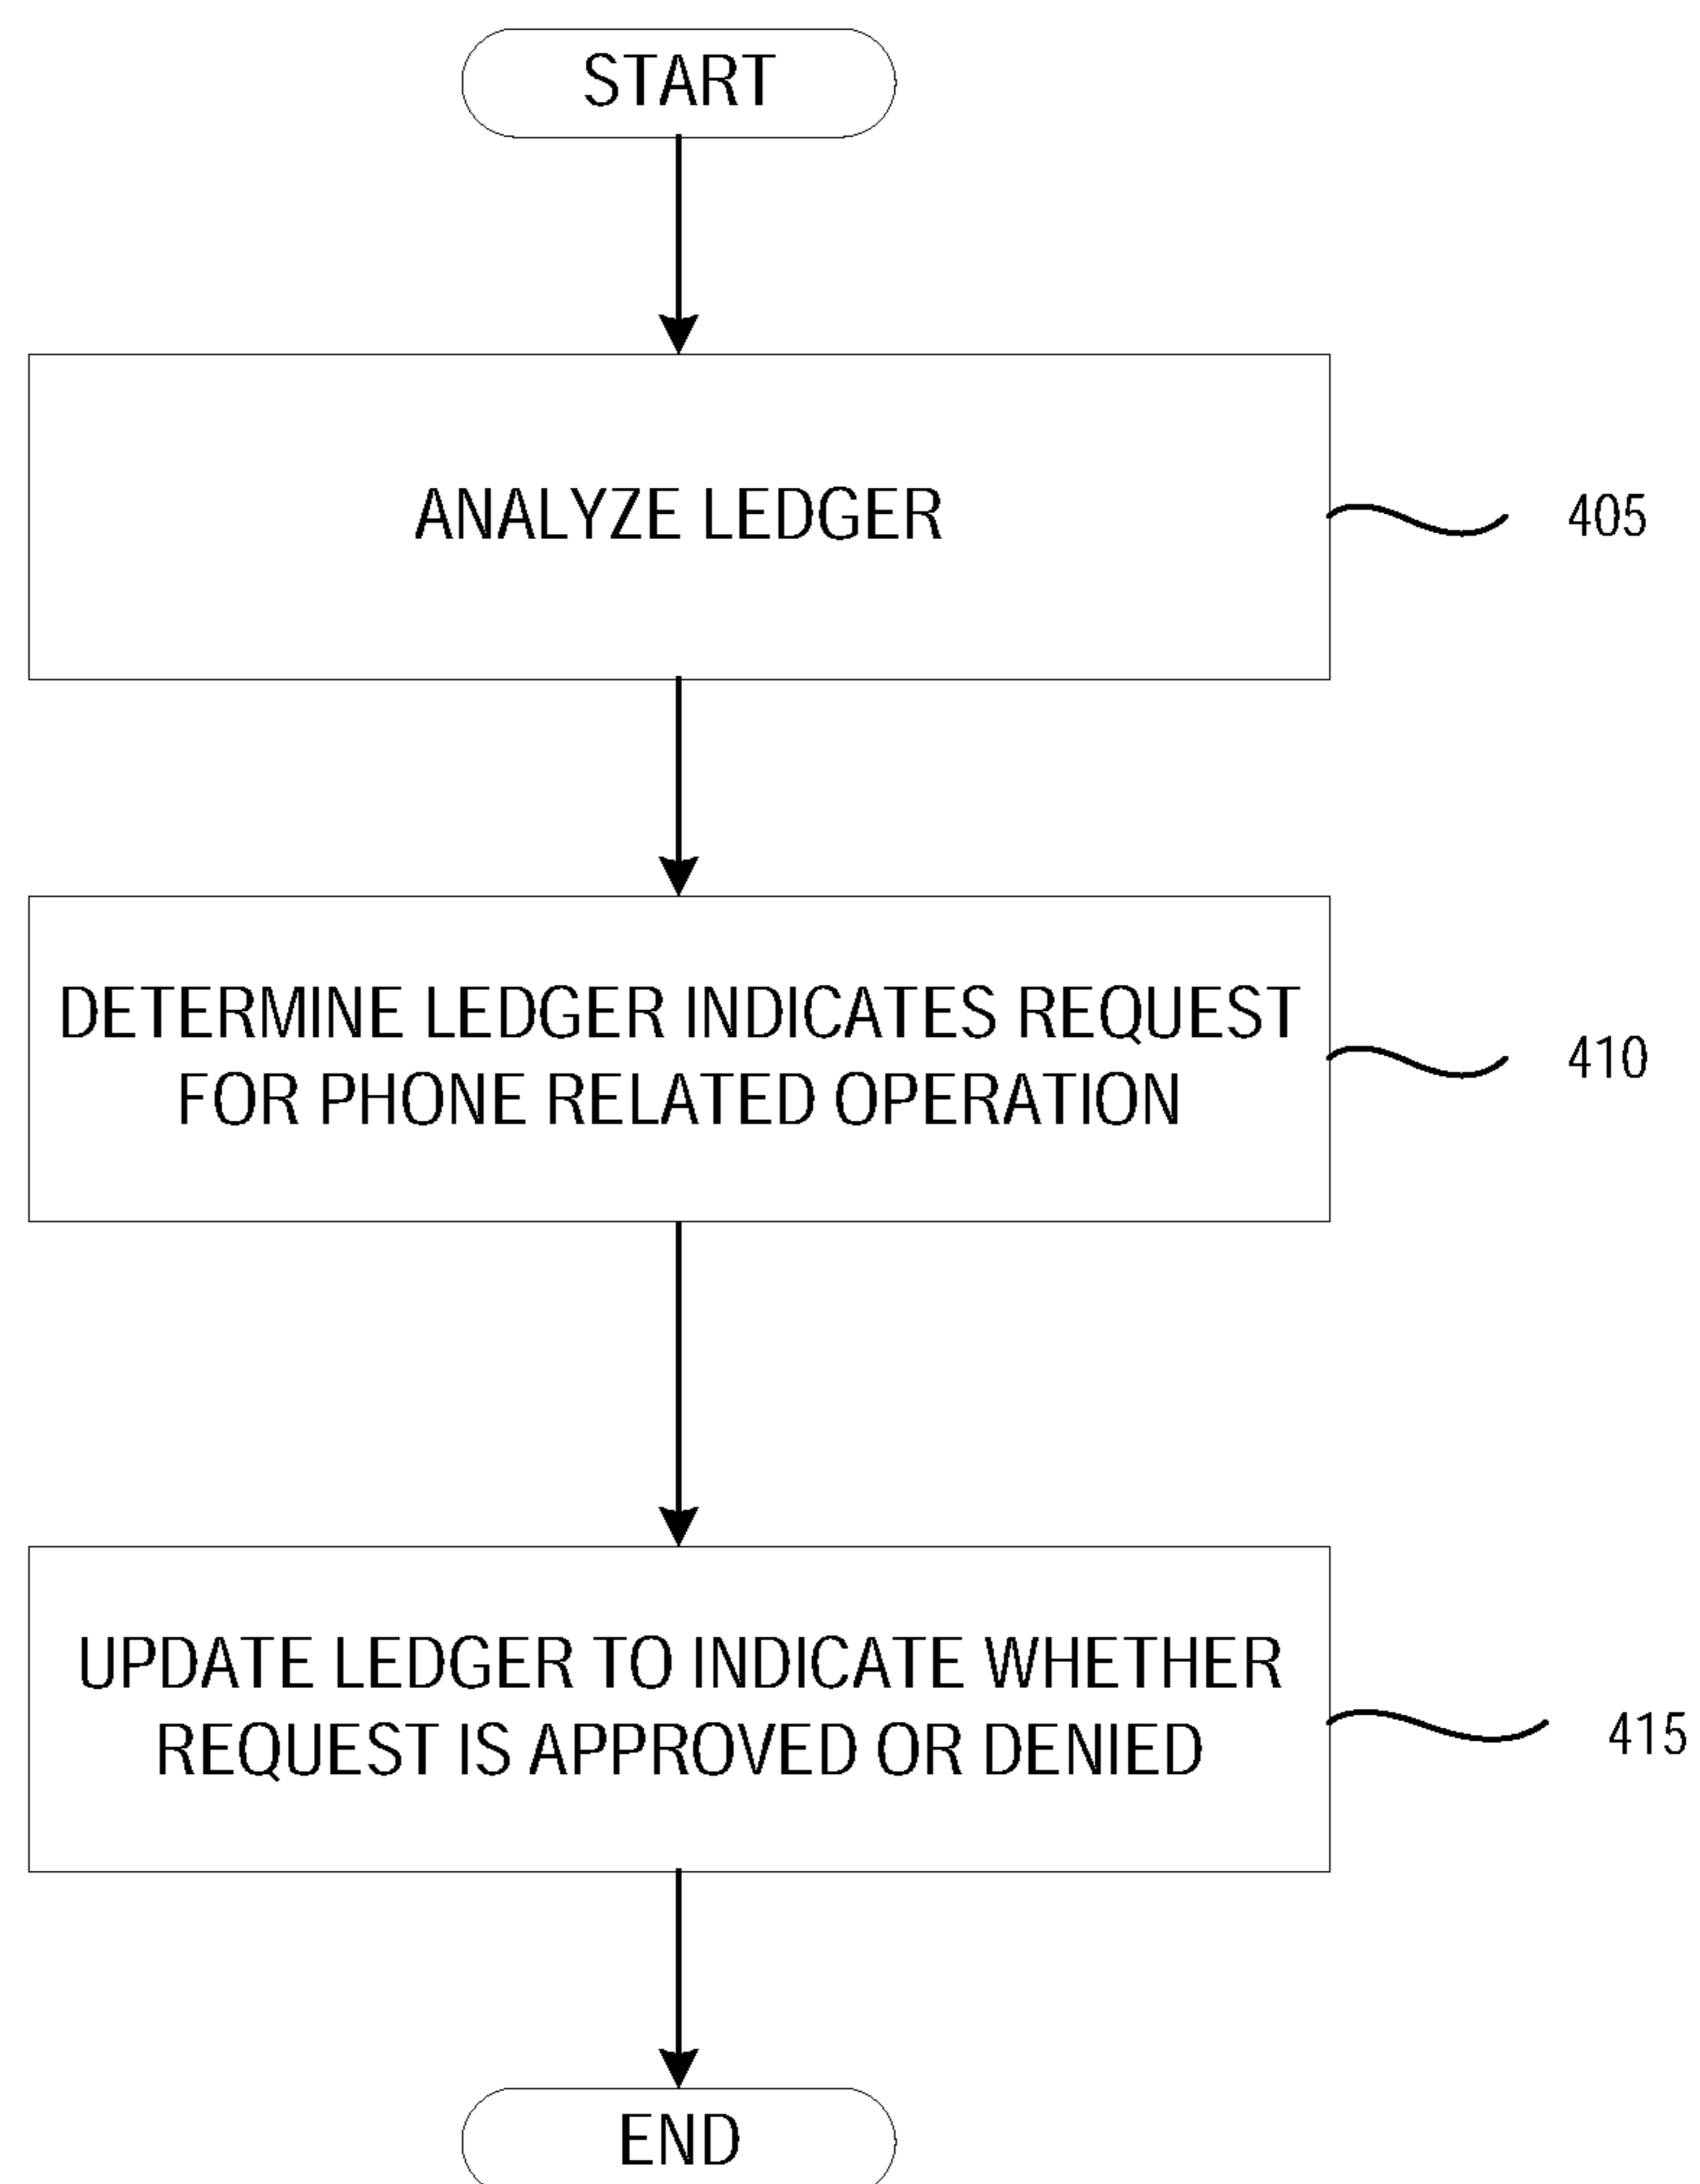 START
ANALYZE LEDGER
405
DETERMINE LEDGER INDICATES REQUEST
FOR PHONE RELATED OPERATION
410
UPDATE LEDGER TO INDICATE WHETHER
REQUEST IS APPROVED OR DENIED
415
END